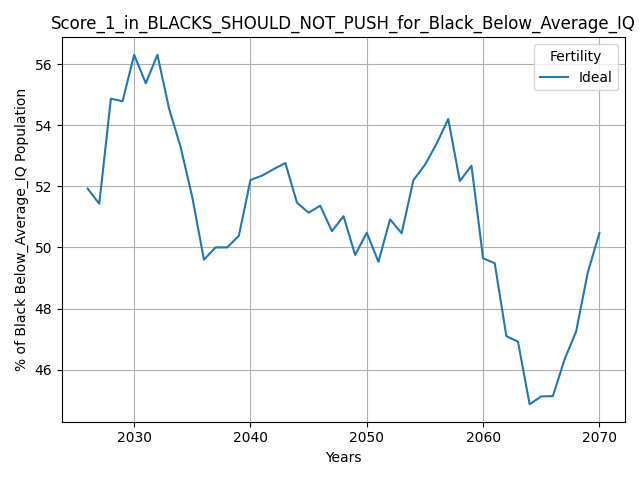 Score_1_in_BLACKS_SHOULD_NOT_PUSH_for_Black_Below_Average_IQ
Fertility
Ideal
% of Black Below_Average_IQ Population
56
54
52
50
48
46
2030
2040
2050
2060
2070
Years